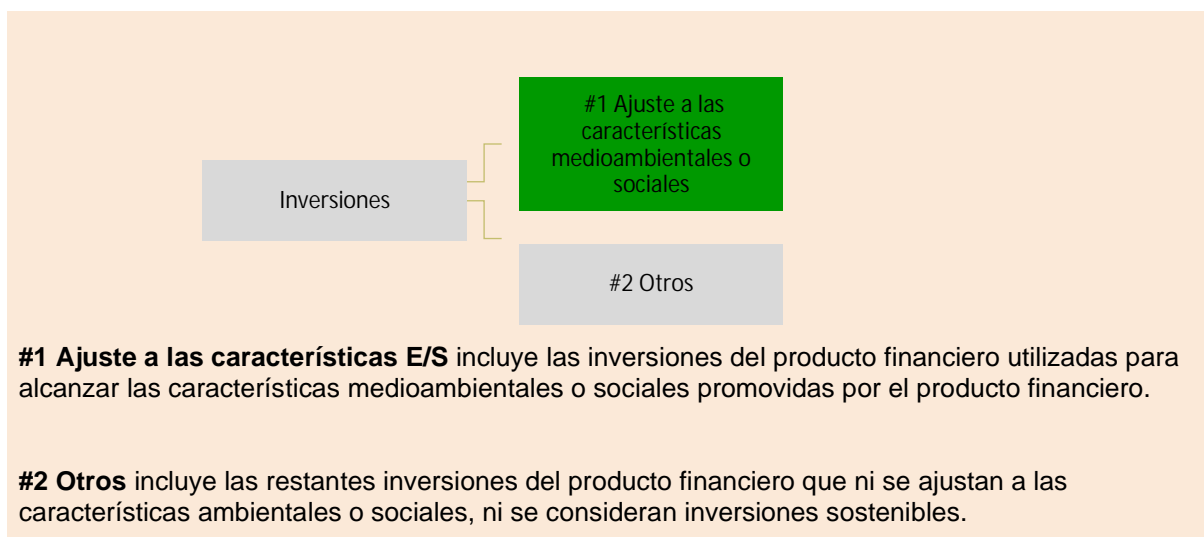 #1 Ajuste a las
características
medioambientales o
sociales
Inversiones
#2 Otros
#1 Ajuste a las características E/S incluye las inversiones del producto financiero utilizadas para
alcanzar las características medioambientales o sociales promovidas por el producto financiero.
#2 Otros incluye las restantes inversiones del producto financiero que ni se ajustan a las
características ambientales o sociales, ni se consideran inversiones sostenibles.